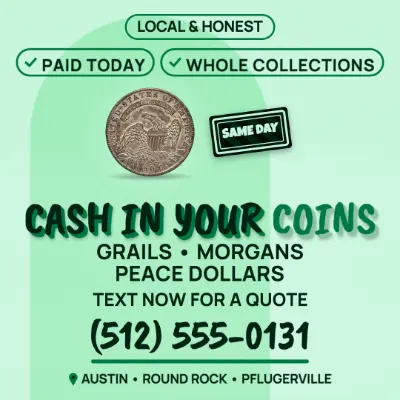 LOCAL & HONEST
✓ PAID TODAY
✓ WHOLE COLLECTIONS
SAME DAY
CASH IN YOUR COINS
GRAILS • MORGANS
PEACE DOLLARS
TEXT NOW FOR A QUOTE
(512) 555-0131
AUSTIN • ROUND ROCK • PFLUGERVILLE